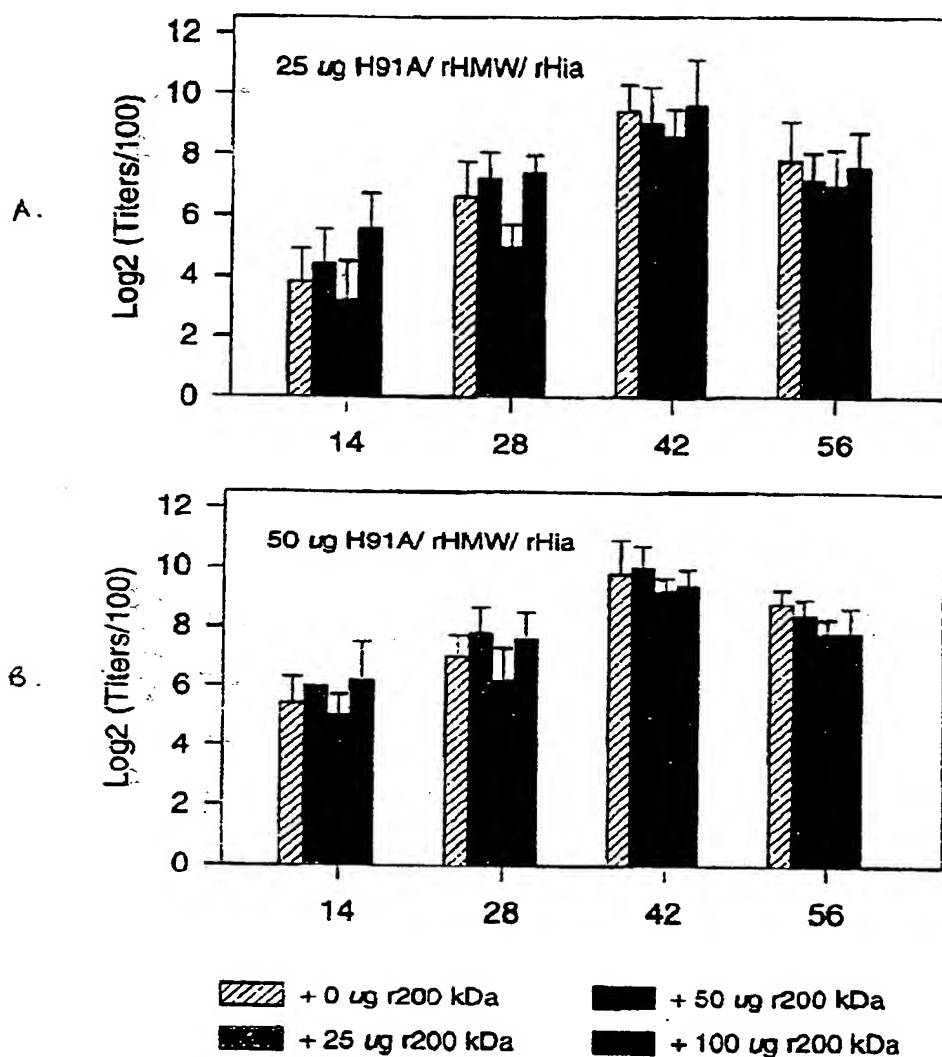 12
10
8
6
4
2
0
Log2 (Titers/100)
A.
25 ug H91A/ rHMW/ rHia
14 28 42 56
12
10
8
6
4
2
0
Log2 (Titers/100)
B.
50 ug H91A/ rHMW/ rHia
14 28 42 56
+ 0 ug r200 kDa
+ 50 ug r200 kDa
+ 25 ug r200 kDa
+ 100 ug r200 kDa